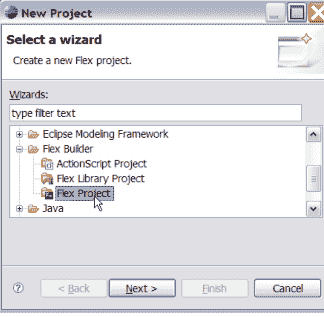 New Project
Select a wizard
Create a new Flex project.
Wizards:
type filter text
Eclipse Modeling Framework
Flex Builder
ActionScript Project
Flex Library Project
Flex Project
Java
? < Back Next > Finish Cancel